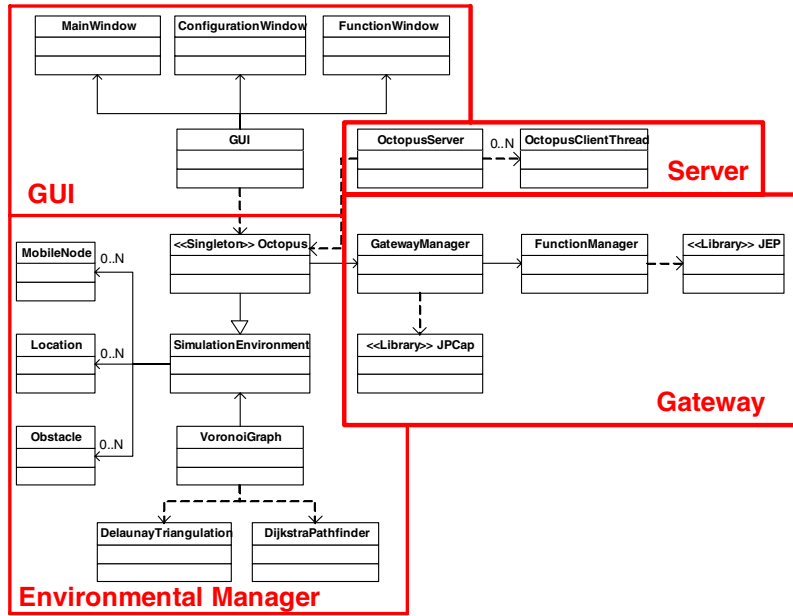 MainWindow
ConfigurationWindow
FunctionWindow
GUI
OctopusServer
0..N
OctopusClientThread
Server
GUI
<<Singleton>> Octopus
GatewayManager
FunctionManager
<<Library>> JEP
MobileNode
0..N
Location
0..N
SimulationEnvironment
<<Library>> JPCap
Gateway
Obstacle
0..N
VoronoiGraph
DelaunayTriangulation
DijkstraPathfinder
Environmental Manager